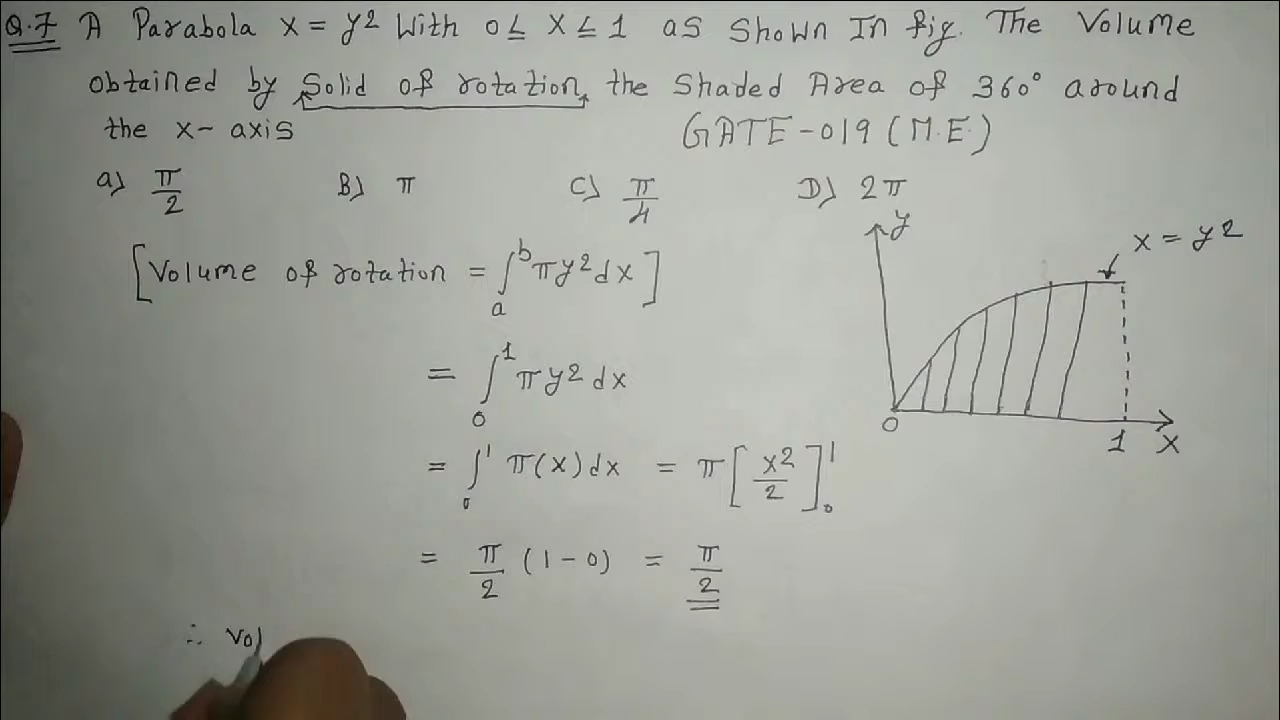 Q.7 A Parabola x = y² With 0 ≤ x ≤ 1 as Shown In fig. The Volume
obtained by Solid of rotation, the Shaded Area of 360° around
the x- axis GATE-019 (M.E.)
a) π/2 B) π C) π/4 D) 2π
y
x = y²
[Volume of rotation = ∫ₐᵇ πy² dx]
= ∫₀¹ πy² dx
0 1 x
= ∫₀¹ π(x) dx = π[x²/2]₀¹
= π/2 (1-0) = π/2
∴ Vol